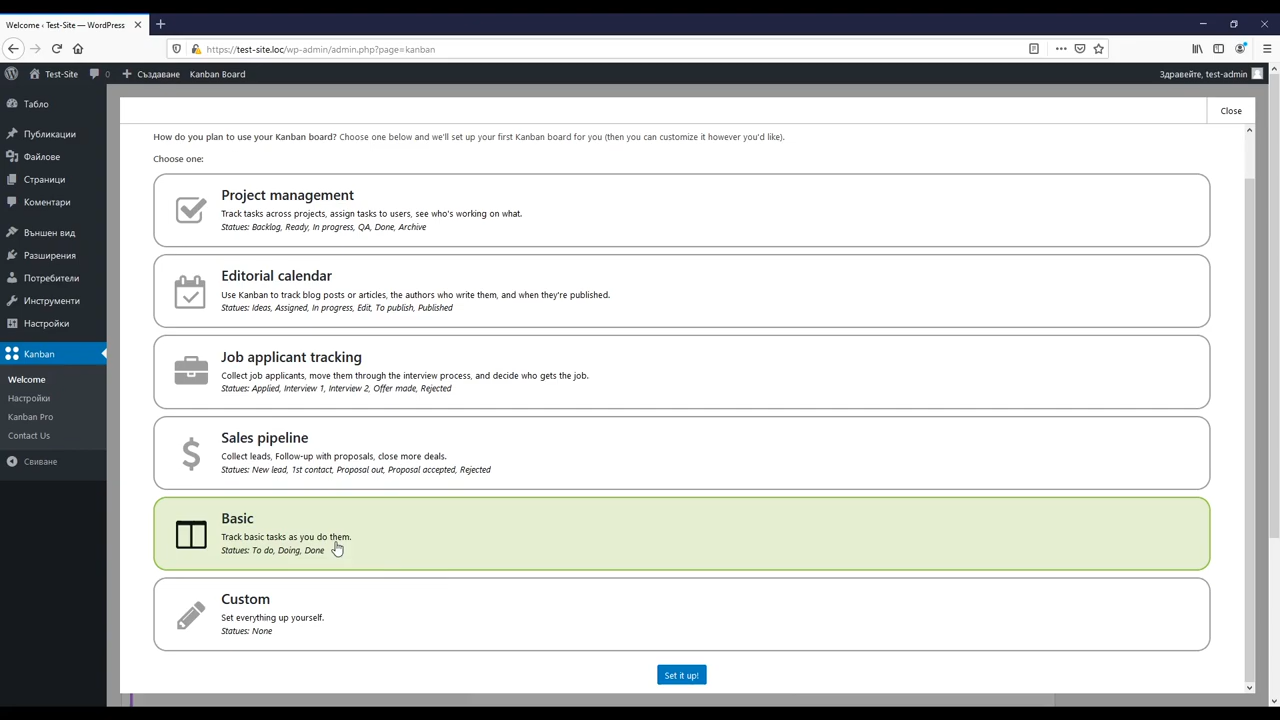 Welcome ‹ Test-Site — WordPress
https://test-site.loc/wp-admin/admin.php?page=kanban
Test-Site
0
Създаване
Kanban Board
Здравейте, test-admin
Табло
Публикации
Файлове
Страници
Коментари
Външен вид
Разширения
Потребители
Инструменти
Настройки
Kanban
Welcome
Настройки
Kanban Pro
Contact Us
Свиване
Close
How do you plan to use your Kanban board? Choose one below and we'll set up your first Kanban board for you (then you can customize it however you'd like).
Choose one:
Project management
Track tasks across projects, assign tasks to users, see who's working on what.
Statues: Backlog, Ready, In progress, QA, Done, Archive
Editorial calendar
Use Kanban to track blog posts or articles, the authors who write them, and when they're published.
Statues: Ideas, Assigned, In progress, Edit, To publish, Published
Job applicant tracking
Collect job applicants, move them through the interview process, and decide who gets the job.
Statues: Applied, Interview 1, Interview 2, Offer made, Rejected
Sales pipeline
Collect leads, Follow-up with proposals, close more deals.
Statues: New lead, 1st contact, Proposal out, Proposal accepted, Rejected
Basic
Track basic tasks as you do them.
Statues: To do, Doing, Done
Custom
Set everything up yourself.
Statues: None
Set it up!